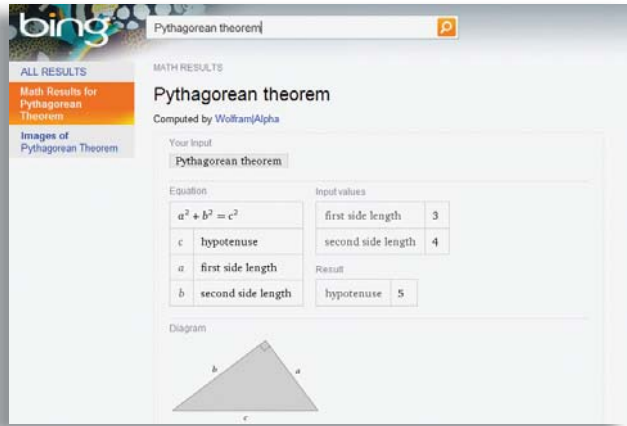 bing
Pythagorean theorem
ALL RESULTS
Math Results for
Pythagorean
Theorem
Images of
Pythagorean Theorem
MATH RESULTS
Pythagorean theorem
Computed by Wolfram|Alpha
Your Input
Pythagorean theorem
Equation
a² + b² = c²
c hypotenuse
a first side length
b second side length
Input values
first side length 3
second side length 4
Result
hypotenuse 5
Diagram
b
a
c